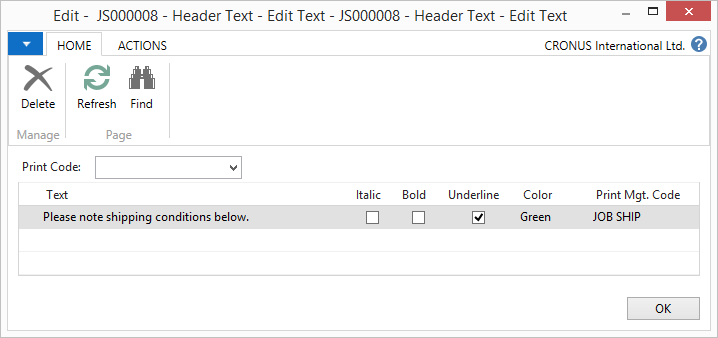 Edit - JS000008 - Header Text - Edit Text - JS000008 - Header Text - Edit Text
HOME ACTIONS CRONUS International Ltd. ?
Delete Refresh Find
Manage Page
Print Code:
Text Italic Bold Underline Color Print Mgt. Code
Please note shipping conditions below. Green JOB SHIP
OK